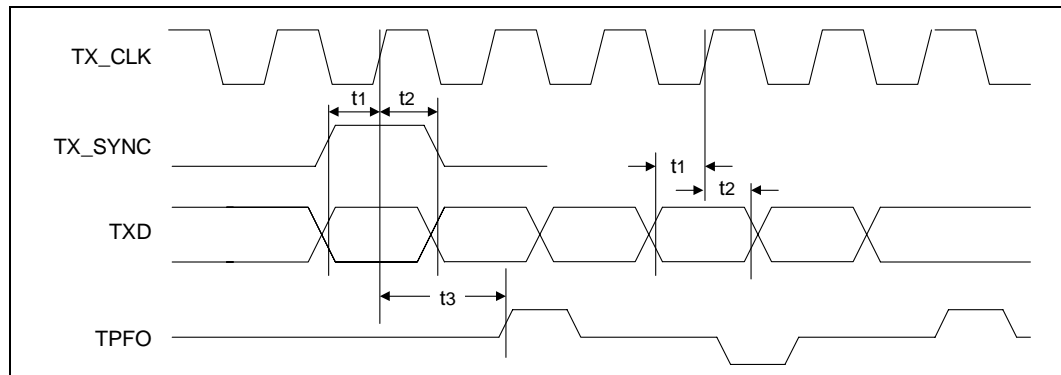 TX_CLK
t1 t2
TX_SYNC
t1
t2
TXD
t3
TPFO